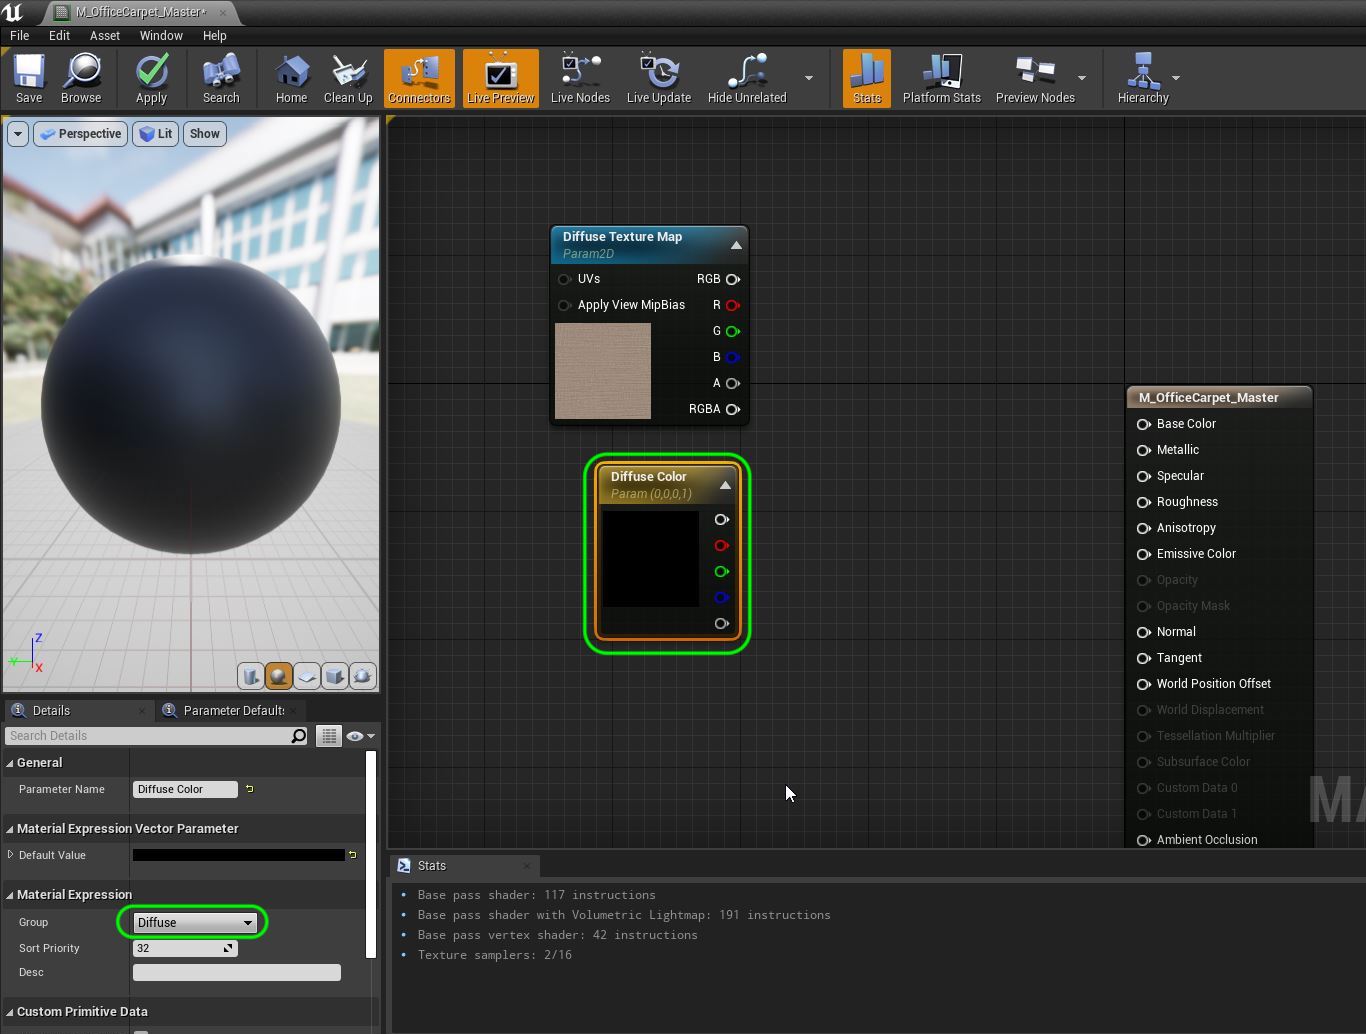 M_OfficeCarpet_Master*
File Edit Asset Window Help
Save Browse Apply Search Home Clean Up Connectors Live Preview Live Nodes Live Update Hide Unrelated Stats Platform Stats Preview Nodes Hierarchy
Perspective Lit Show
Diffuse Texture Map
Param2D
UVs RGB
Apply View MipBias R
G
B
A
RGBA
Diffuse Color
Param (0,0,0,1)
M_OfficeCarpet_Master
Base Color
Metallic
Specular
Roughness
Anisotropy
Emissive Color
Opacity
Opacity Mask
Normal
Tangent
World Position Offset
World Displacement
Tessellation Multiplier
Subsurface Color
Custom Data 0
Custom Data 1
Ambient Occlusion
MA
Z
Y
X
Details Parameter Defaults
Search Details
General
Parameter Name Diffuse Color
Material Expression Vector Parameter
Default Value
Material Expression
Group Diffuse
Sort Priority 32
Desc
Custom Primitive Data
Stats
• Base pass shader: 117 instructions
• Base pass shader with Volumetric Lightmap: 191 instructions
• Base pass vertex shader: 42 instructions
• Texture samplers: 2/16